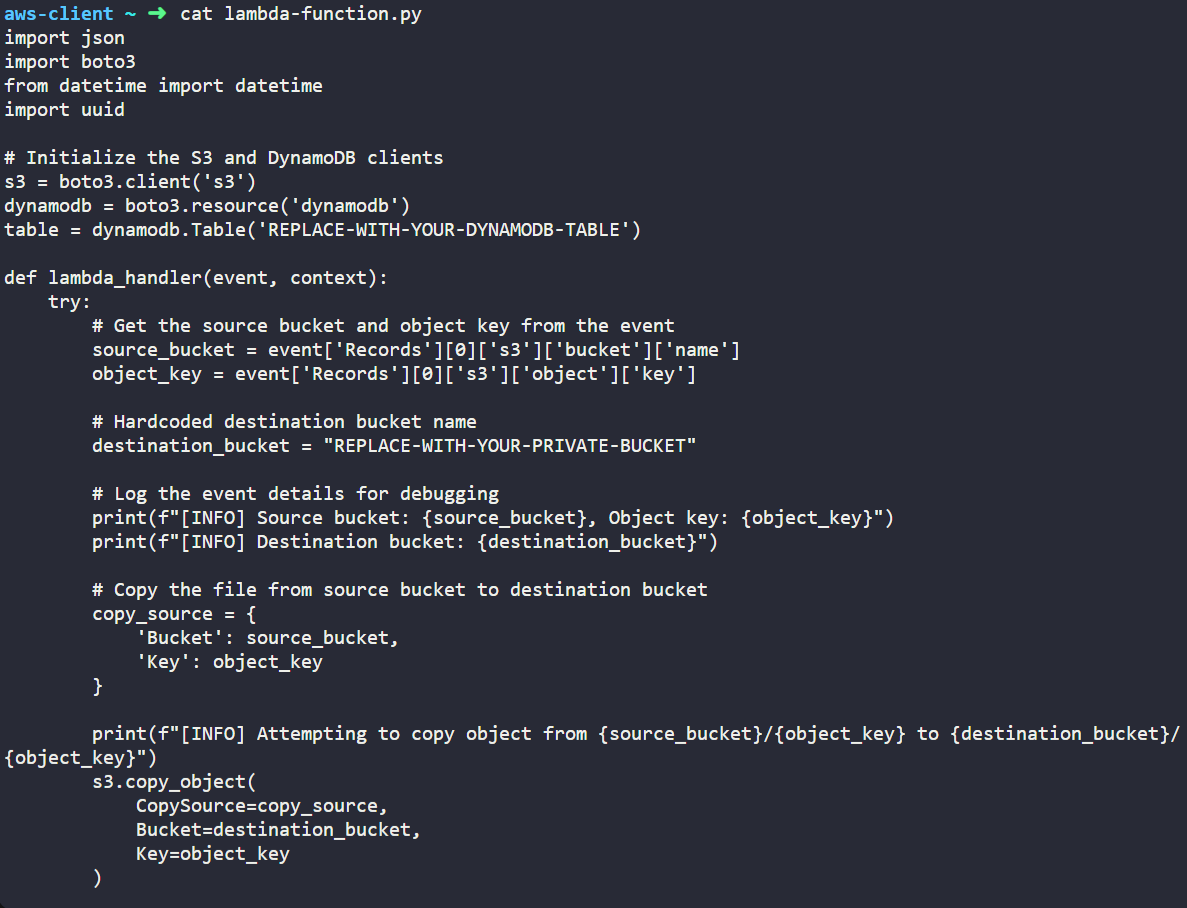 aws-client ~ ➜ cat lambda-function.py
import json
import boto3
from datetime import datetime
import uuid

# Initialize the S3 and DynamoDB clients
s3 = boto3.client('s3')
dynamodb = boto3.resource('dynamodb')
table = dynamodb.Table('REPLACE-WITH-YOUR-DYNAMODB-TABLE')

def lambda_handler(event, context):
    try:
        # Get the source bucket and object key from the event
        source_bucket = event['Records'][0]['s3']['bucket']['name']
        object_key = event['Records'][0]['s3']['object']['key']

        # Hardcoded destination bucket name
        destination_bucket = "REPLACE-WITH-YOUR-PRIVATE-BUCKET"

        # Log the event details for debugging
        print(f"[INFO] Source bucket: {source_bucket}, Object key: {object_key}")
        print(f"[INFO] Destination bucket: {destination_bucket}")

        # Copy the file from source bucket to destination bucket
        copy_source = {
            'Bucket': source_bucket,
            'Key': object_key
        }

        print(f"[INFO] Attempting to copy object from {source_bucket}/{object_key} to {destination_bucket}/
{object_key}")
        s3.copy_object(
            CopySource=copy_source,
            Bucket=destination_bucket,
            Key=object_key
        )